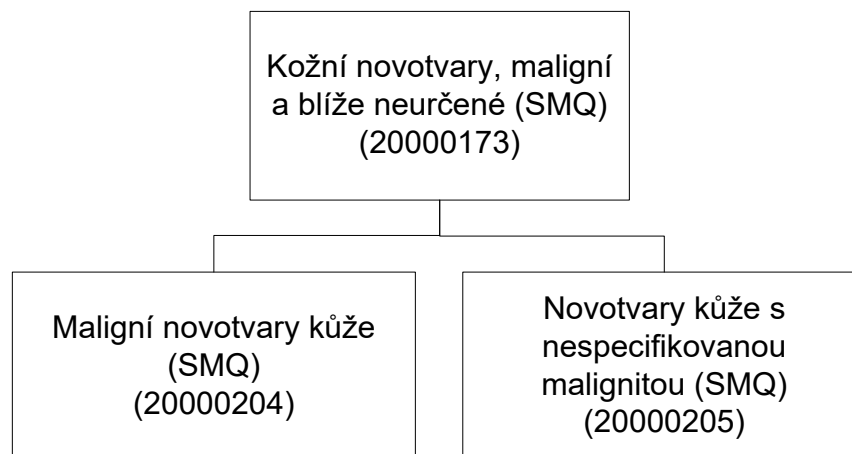 Kožní novotvary, maligní
a blíže neurčené (SMQ)
(20000173)
Maligní novotvary kůže
(SMQ)
(20000204)
Novotvary kůže s
nespecifikovanou
malignitou (SMQ)
(20000205)